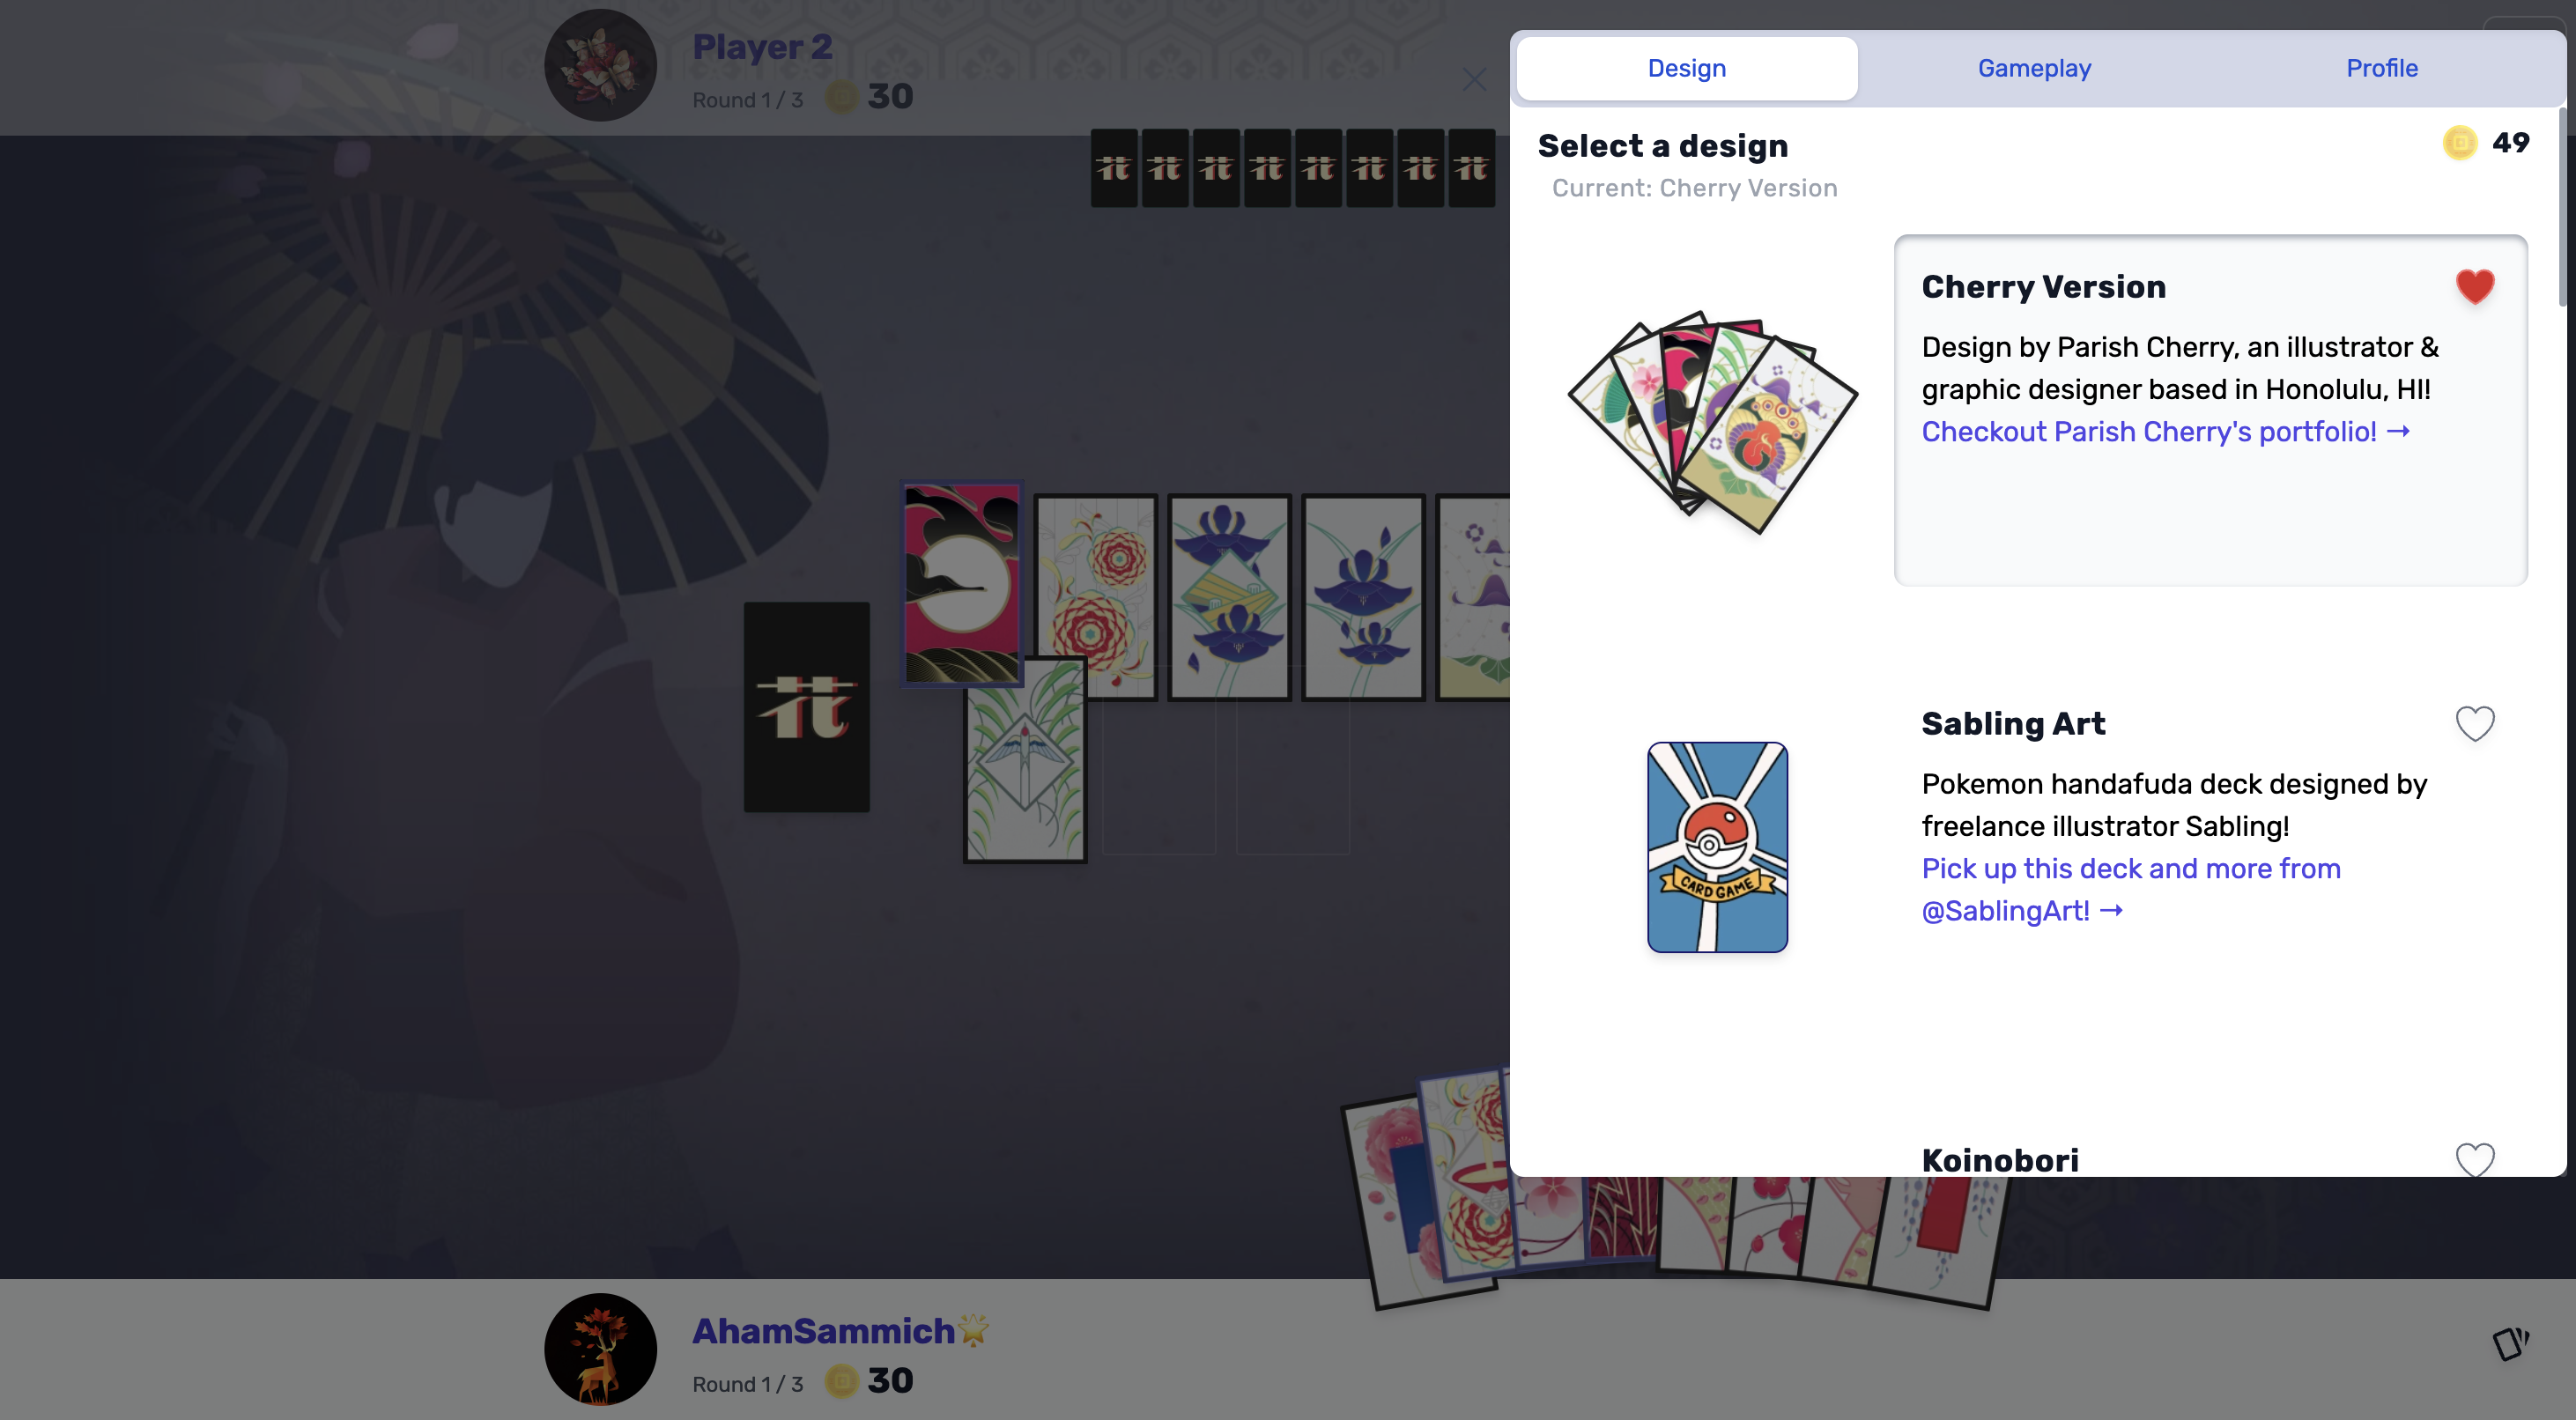 Player 2
Round 1 / 3 30
Design
Gameplay
Profile
Select a design
49
Current: Cherry Version
Cherry Version
Design by Parish Cherry, an illustrator &
graphic designer based in Honolulu, HI!
Checkout Parish Cherry's portfolio! →
Sabling Art
Pokemon handafuda deck designed by
freelance illustrator Sabling!
Pick up this deck and more from
@SablingArt! →
CARD GAME
Koinobori
AhamSammich🌟
Round 1 / 3 30